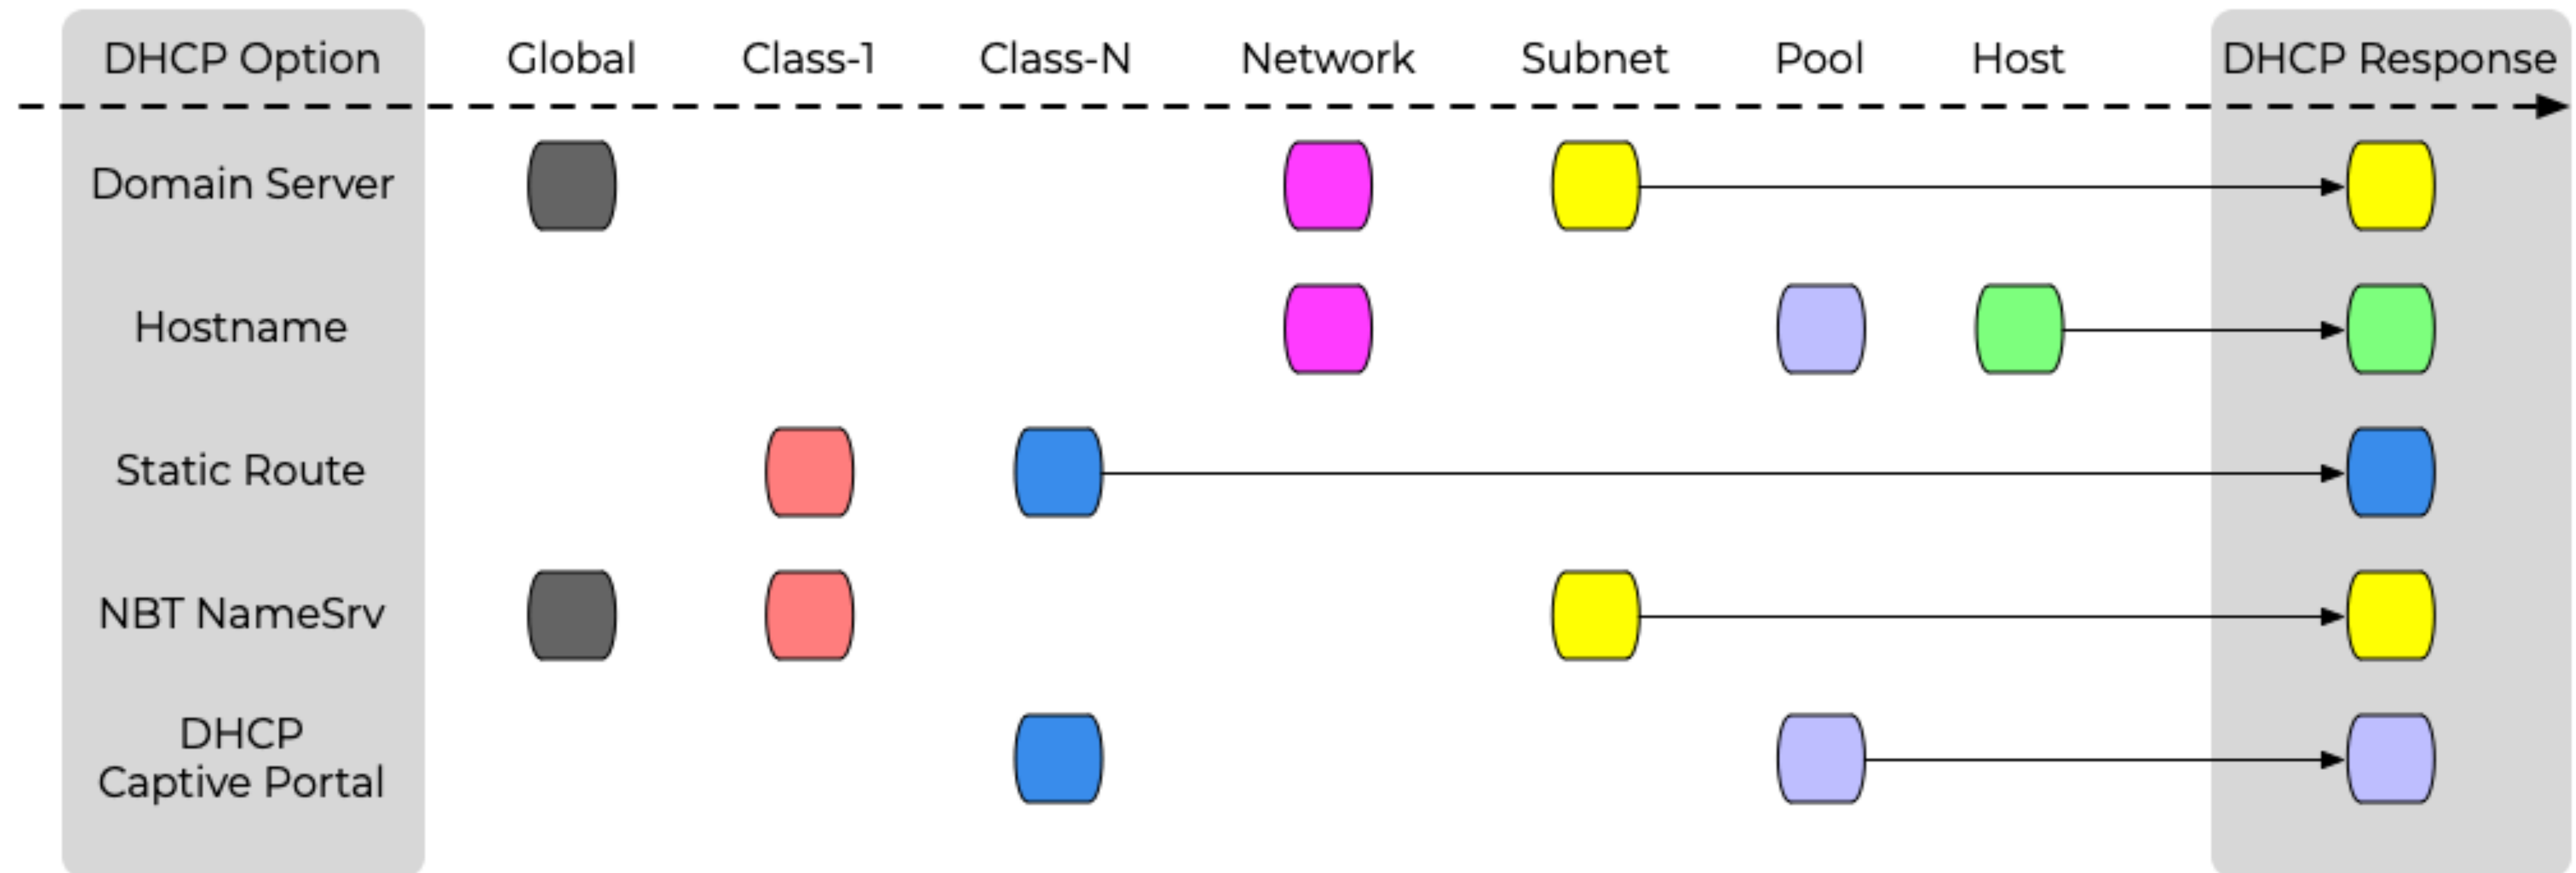 DHCP Option Global Class-1 Class-N Network Subnet Pool Host DHCP Response
Domain Server
Hostname
Static Route
NBT NameSrv
DHCP
Captive Portal